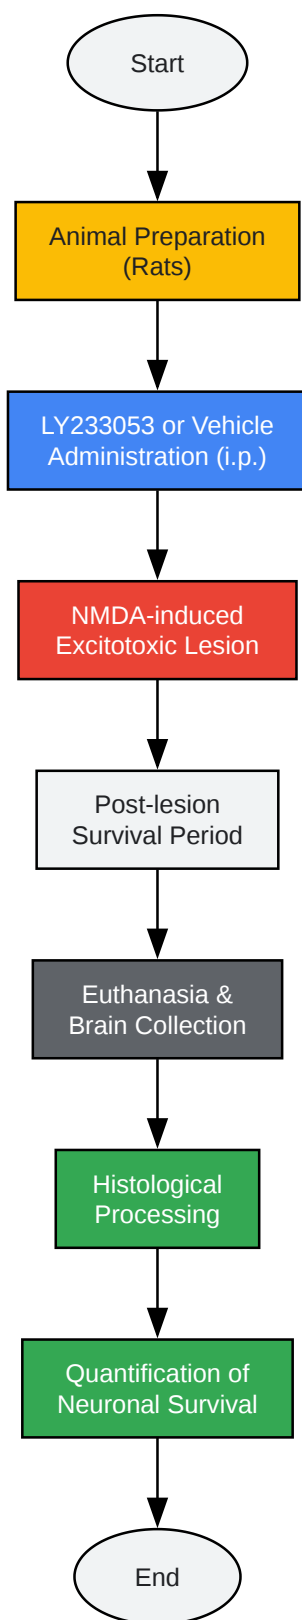 Start
Animal Preparation
(Rats)
LY233053 or Vehicle
Administration (i.p.)
NMDA-induced
Excitotoxic Lesion
Post-lesion
Survival Period
Euthanasia &
Brain Collection
Histological
Processing
Quantification of
Neuronal Survival
End